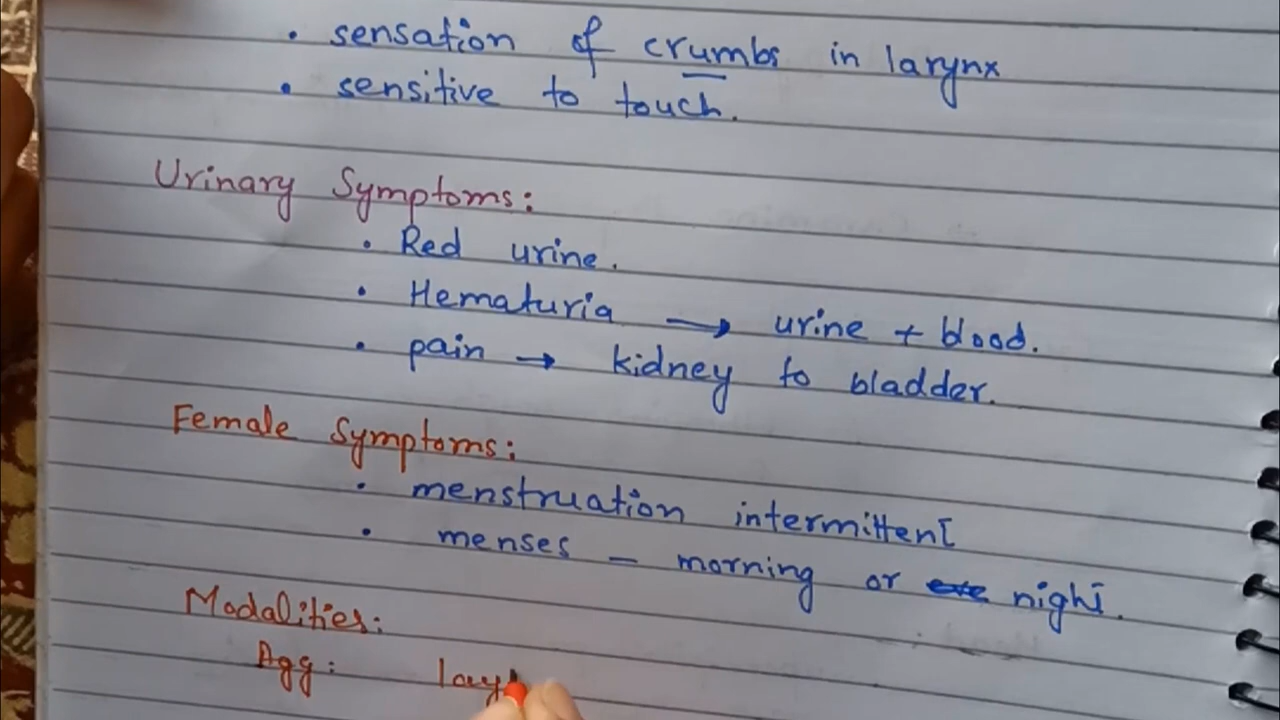 • sensation of crumbs in larynx
• sensitive to touch.
Urinary Symptoms:
• Red urine.
• Hematuria → urine + blood.
• pain → kidney to bladder.
Female Symptoms:
• menstruation intermittent
• menses – morning or night.
Modalities:
Agg: lay